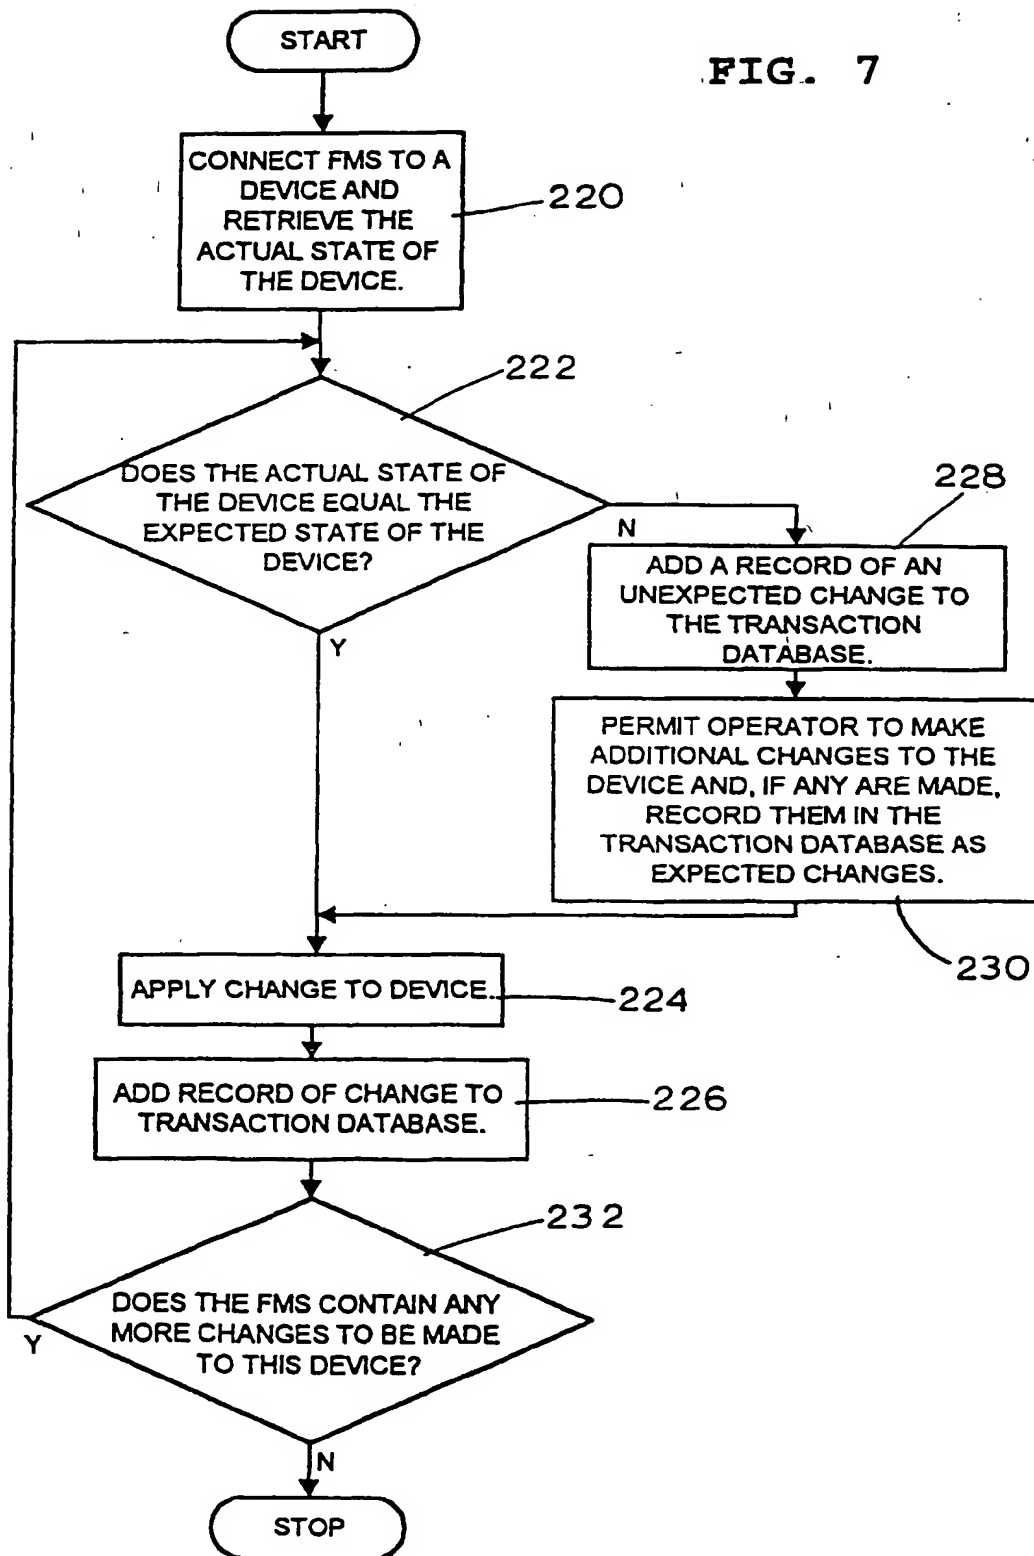 START
FIG. 7
CONNECT FMS TO A
DEVICE AND
RETRIEVE THE
ACTUAL STATE OF
THE DEVICE.
220
222
DOES THE ACTUAL STATE OF
THE DEVICE EQUAL THE
EXPECTED STATE OF THE
DEVICE?
N
Y
228
ADD A RECORD OF AN
UNEXPECTED CHANGE TO
THE TRANSACTION
DATABASE.
PERMIT OPERATOR TO MAKE
ADDITIONAL CHANGES TO THE
DEVICE AND, IF ANY ARE MADE,
RECORD THEM IN THE
TRANSACTION DATABASE AS
EXPECTED CHANGES.
230
APPLY CHANGE TO DEVICE.
224
ADD RECORD OF CHANGE TO
TRANSACTION DATABASE.
226
232
DOES THE FMS CONTAIN ANY
MORE CHANGES TO BE MADE
TO THIS DEVICE?
Y
N
STOP